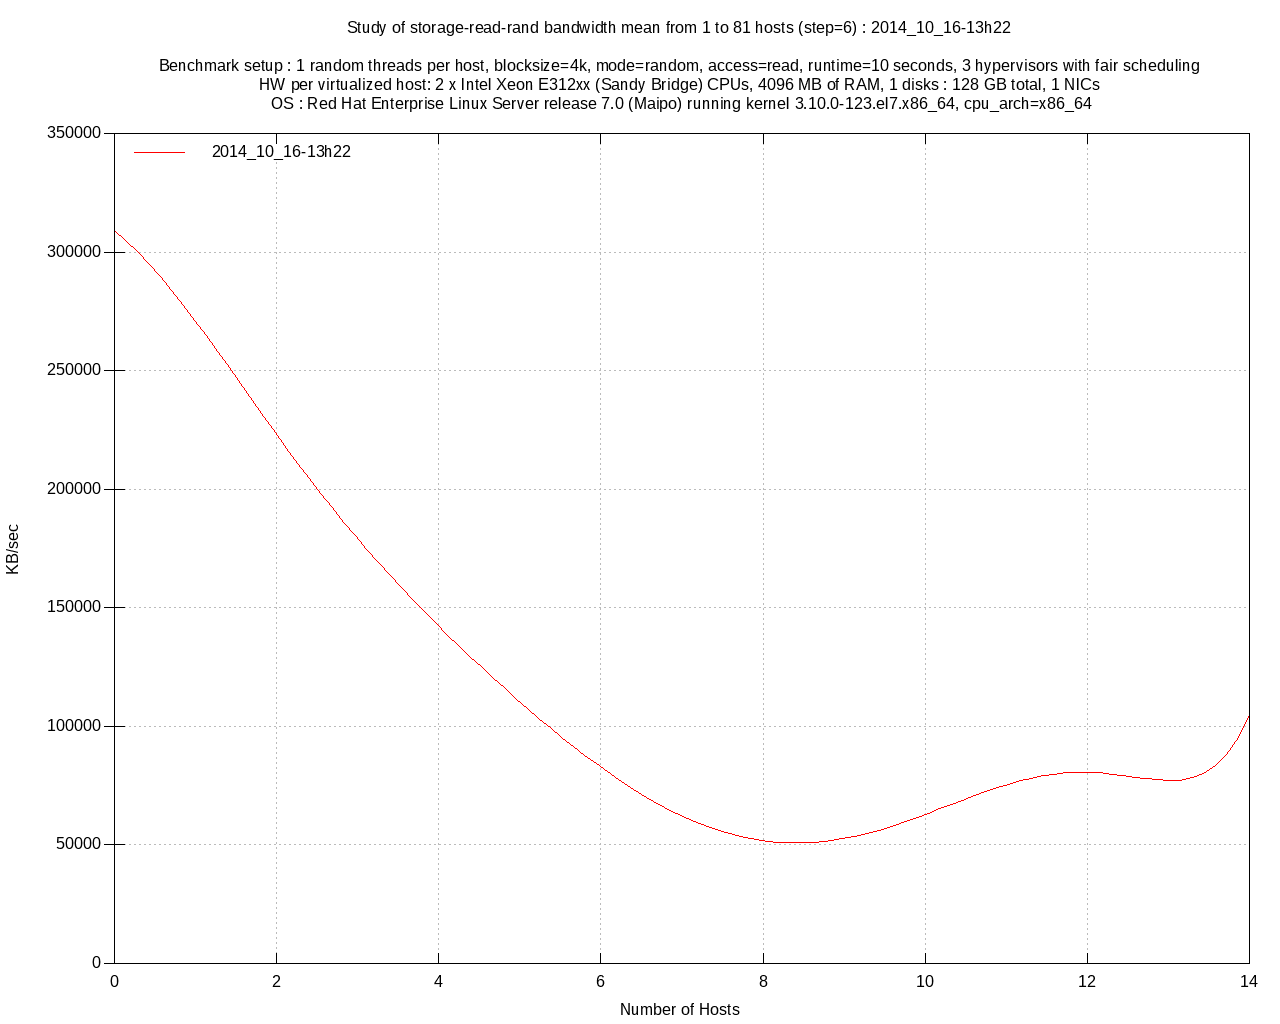 Study of storage-read-rand bandwidth mean from 1 to 81 hosts (step=6) : 2014_10_16-13h22
Benchmark setup : 1 random threads per host, blocksize=4k, mode=random, access=read, runtime=10 seconds, 3 hypervisors with fair scheduling
HW per virtualized host: 2 x Intel Xeon E312xx (Sandy Bridge) CPUs, 4096 MB of RAM, 1 disks : 128 GB total, 1 NICs
OS : Red Hat Enterprise Linux Server release 7.0 (Maipo) running kernel 3.10.0-123.el7.x86_64, cpu_arch=x86_64
2014_10_16-13h22
350000
300000
250000
200000
150000
100000
50000
0
KB/sec
0 2 4 6 8 10 12 14
Number of Hosts